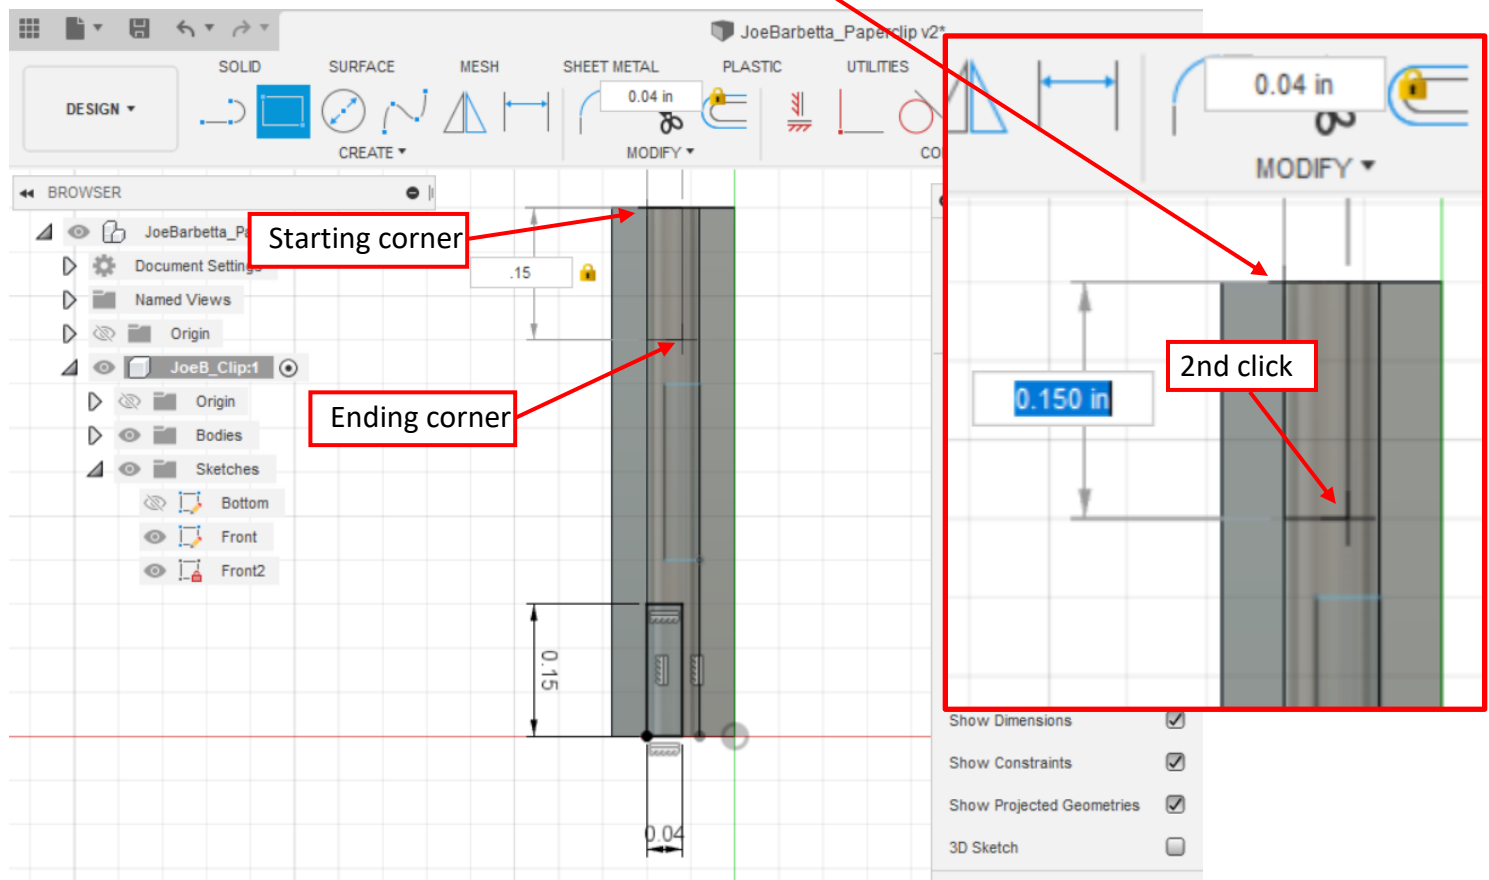 JoeBarbetta_Paperclip v2*
SOLID
SURFACE
MESH
SHEET METAL
PLASTIC
UTILITIES
DESIGN
0.04 in
CREATE
MODIFY
0.04 in
MODIFY
BROWSER
Starting corner
JoeBarbetta_Pa
Document Settings
.15
Named Views
Origin
2nd click
JoeB_Clip:1
0.150 in
Origin
Ending corner
Bodies
Sketches
Bottom
Front
Front2
0.15
Show Dimensions
Show Constraints
Show Projected Geometries
0.04
3D Sketch